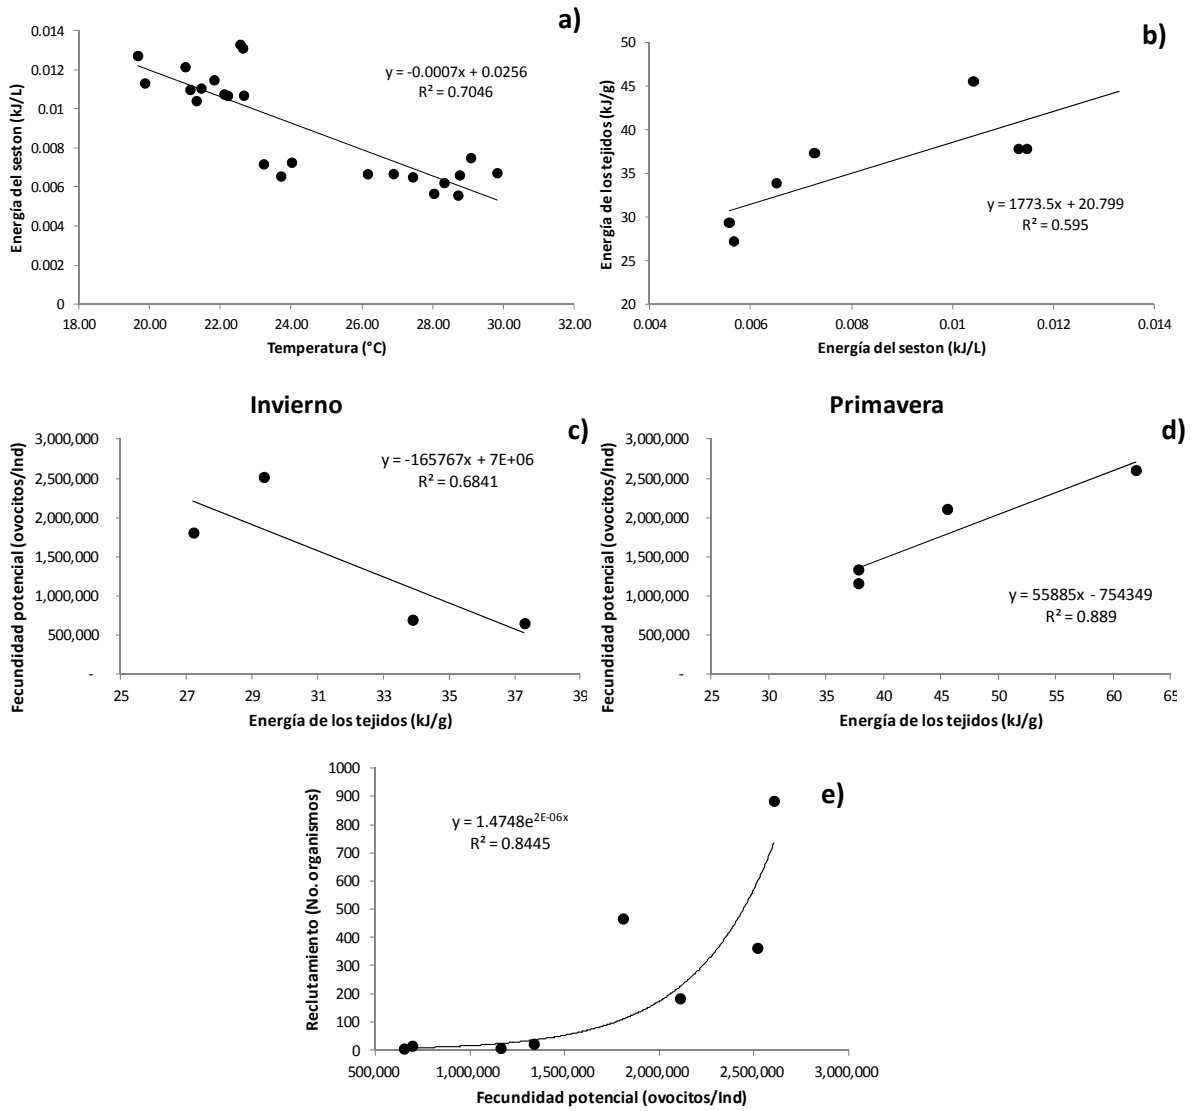 a)
Energía del seston (kJ/L)
0.014
0.012
0.01
0.008
0.006
0.004
0.002
0
y = -0.0007x + 0.0256
R² = 0.7046
18.00 20.00 22.00 24.00 26.00 28.00 30.00 32.00
Temperatura (°C)
b)
Energía de los tejidos (kJ/g)
50
45
40
35
30
25
20
y = 1773.5x + 20.799
R² = 0.595
0.004 0.006 0.008 0.01 0.012 0.014
Energía del seston (kJ/L)
Invierno
c)
Fecundidad potencial (ovocitos/Ind)
3,000,000
2,500,000
2,000,000
1,500,000
1,000,000
500,000
-
y = -165767x + 7E+06
R² = 0.6841
25 27 29 31 33 35 37 39
Energía de los tejidos (kJ/g)
Primavera
d)
Fecundidad potencial (ovocitos/Ind)
3,000,000
2,500,000
2,000,000
1,500,000
1,000,000
500,000
-
y = 55885x - 754349
R² = 0.889
25 30 35 40 45 50 55 60 65
Energía de los tejidos (kJ/g)
e)
Reclutamiento (No. organismos)
1000
900
800
700
600
500
400
300
200
100
0
y = 1.4748e^2E-06x
R² = 0.8445
500,000 1,000,000 1,500,000 2,000,000 2,500,000 3,000,000
Fecundidad potencial (ovocitos/Ind)